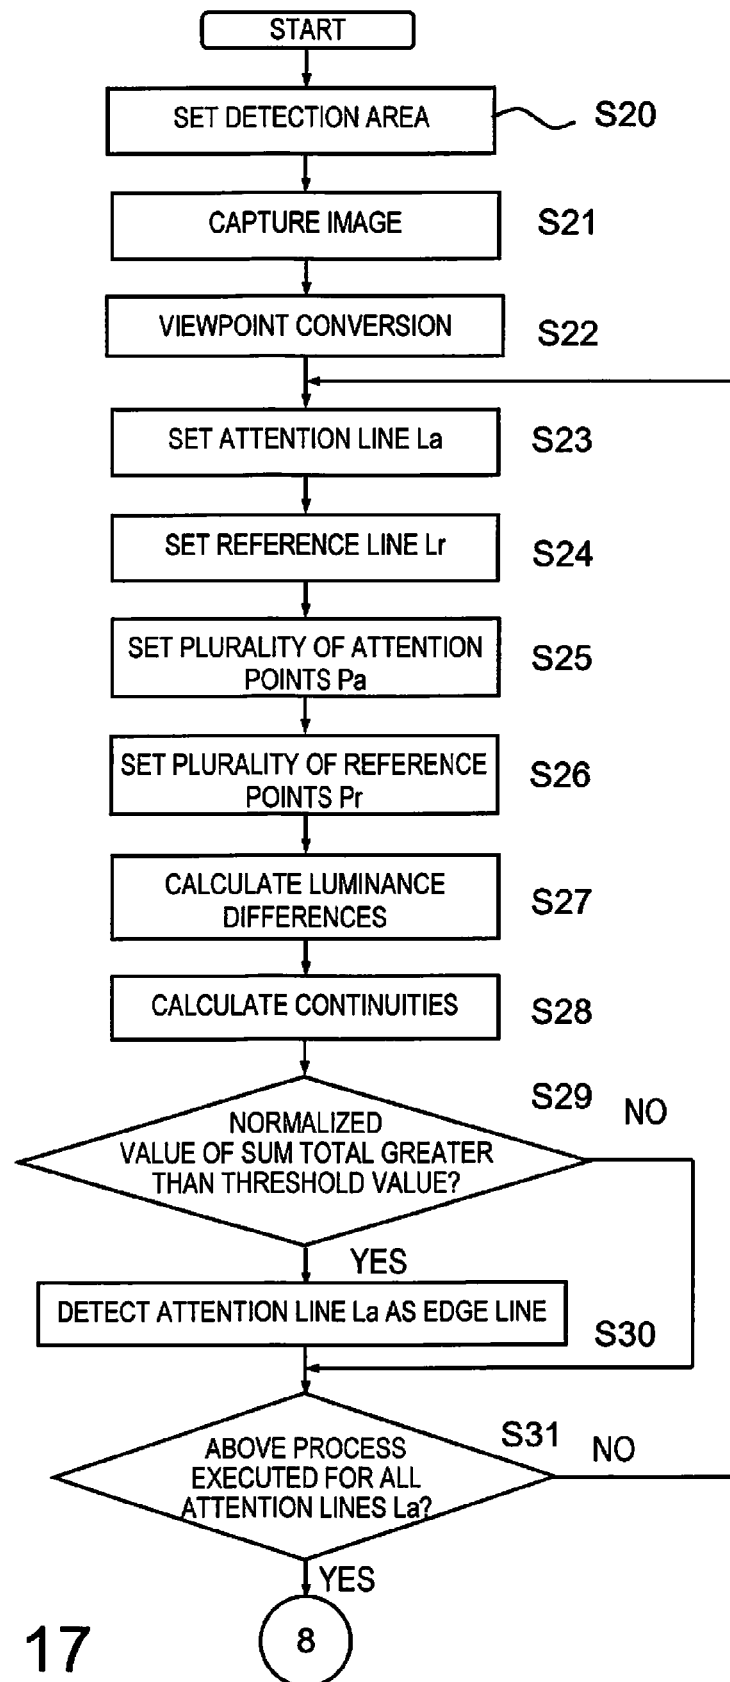 START
SET DETECTION AREA
S20
CAPTURE IMAGE
S21
VIEWPOINT CONVERSION
S22
SET ATTENTION LINE La
S23
SET REFERENCE LINE Lr
S24
SET PLURALITY OF ATTENTION
POINTS Pa
S25
SET PLURALITY OF REFERENCE
POINTS Pr
S26
CALCULATE LUMINANCE
DIFFERENCES
S27
CALCULATE CONTINUITIES
S28
S29
NO
NORMALIZED
VALUE OF SUM TOTAL GREATER
THAN THRESHOLD VALUE?
YES
DETECT ATTENTION LINE La AS EDGE LINE
S30
S31
NO
ABOVE PROCESS
EXECUTED FOR ALL
ATTENTION LINES La?
YES
8
17